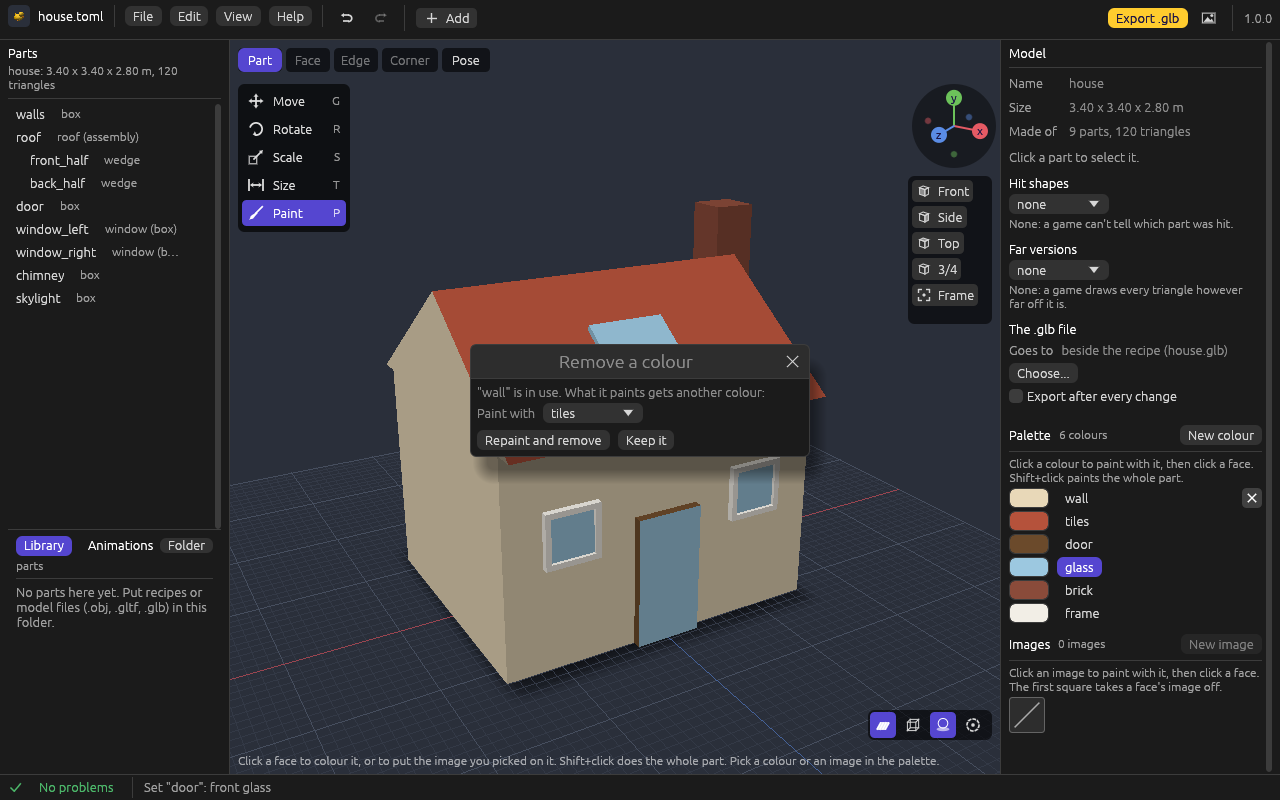 house.toml File Edit View Help + Add Export .glb 1.0.0
Parts
house: 3.40 x 3.40 x 2.80 m, 120
triangles
walls box
roof roof (assembly)
front_half wedge
back_half wedge
door box
window_left window (box)
window_right window (b...
chimney box
skylight box
Library Animations Folder
parts
No parts here yet. Put recipes or
model files (.obj, .gltf, .glb) in this
folder.
Part Face Edge Corner Pose
Move G
Rotate R
Scale S
Size T
Paint P
y
x
z
Front
Side
Top
3/4
Frame
Remove a colour
"wall" is in use. What it paints gets another colour:
Paint with tiles
Repaint and remove Keep it
Click a face to colour it, or to put the image you picked on it. Shift+click does the whole part. Pick a colour or an image in the palette.
Model
Name house
Size 3.40 x 3.40 x 2.80 m
Made of 9 parts, 120 triangles
Click a part to select it.
Hit shapes
none
None: a game can't tell which part was hit.
Far versions
none
None: a game draws every triangle however
far off it is.
The .glb file
Goes to beside the recipe (house.glb)
Choose...
Export after every change
Palette 6 colours New colour
Click a colour to paint with it, then click a face.
Shift+click paints the whole part.
wall
tiles
door
glass
brick
frame
Images 0 images New image
Click an image to paint with it, then click a face.
The first square takes a face's image off.
No problems Set "door": front glass